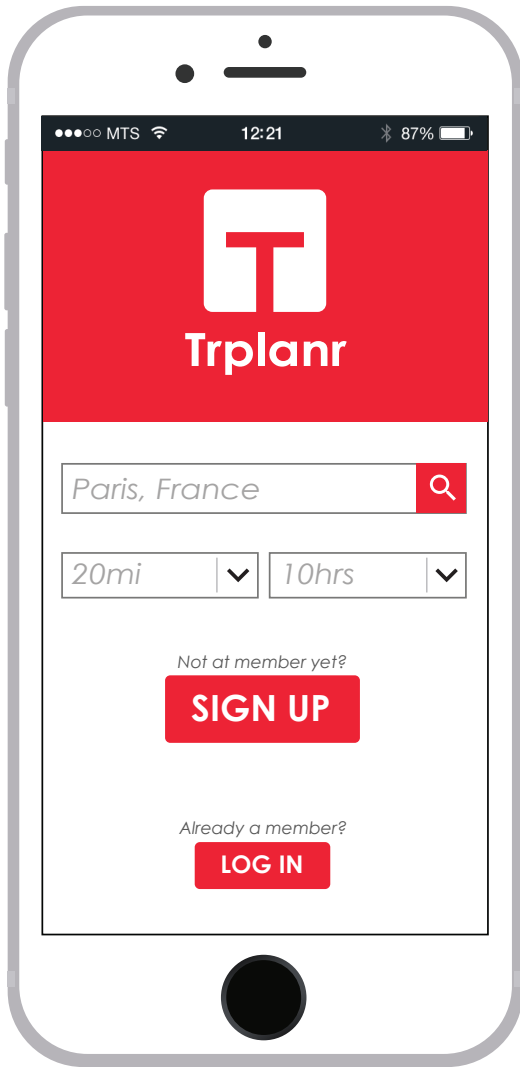 MTS 12:21 87%
T
Trplanr
Paris, France
20mi 10hrs
Not at member yet?
SIGN UP
Already a member?
LOG IN